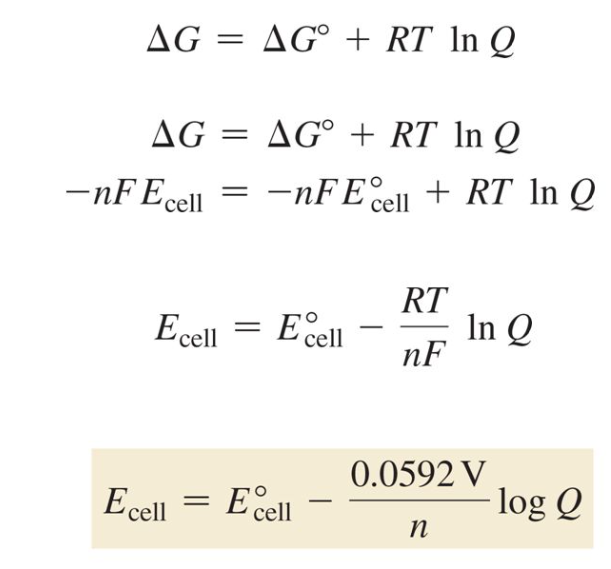 ΔG = ΔG° + RT ln Q
ΔG = ΔG° + RT ln Q
−nFE_cell = −nFE°_cell + RT ln Q
E_cell = E°_cell − RT/nF ln Q
E_cell = E°_cell − 0.0592 V/n log Q